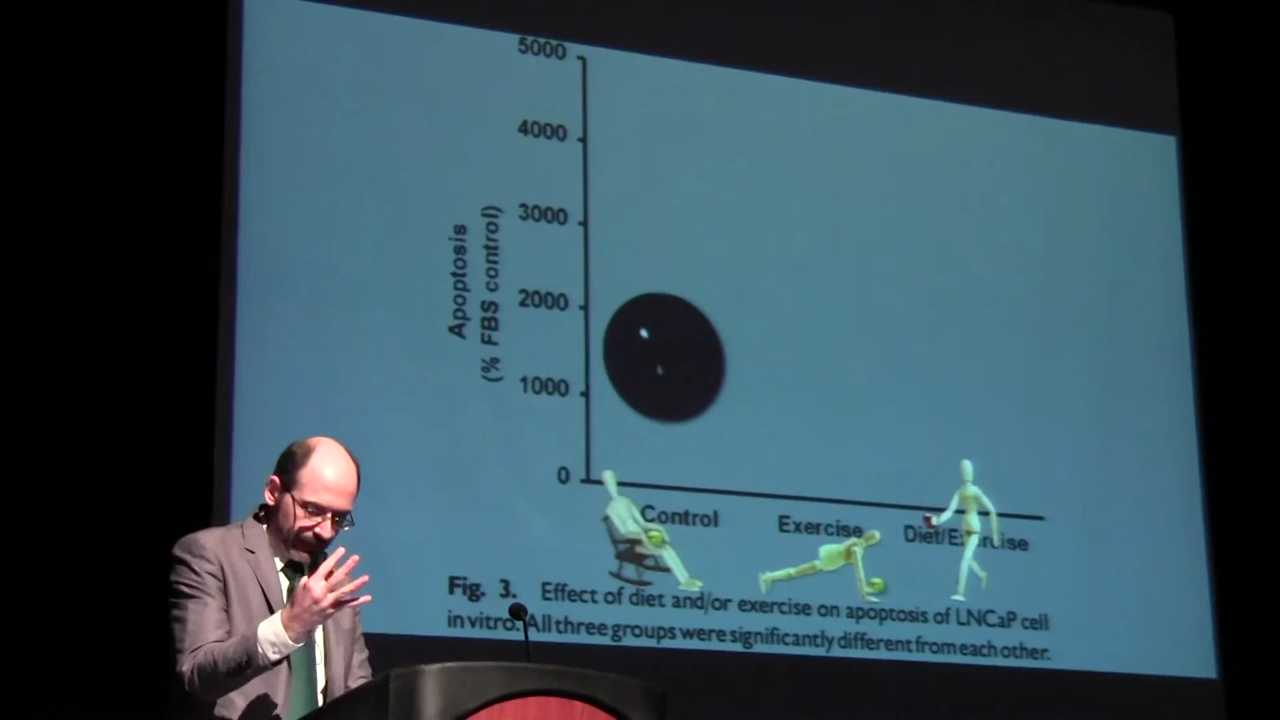 5000
4000
3000
2000
1000
0
Apoptosis
(% FBS control)
Control
Exercise
Diet/Exercise
Fig. 3. Effect of diet and/or exercise on apoptosis of LNCaP cell
in vitro. All three groups were significantly different from each other.